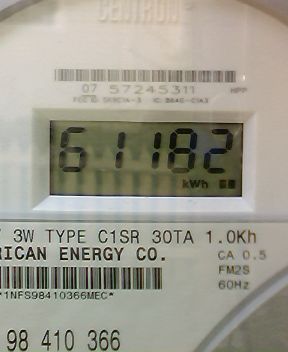 CENTRON
07 57245311 HPP
61182
kWh
3W TYPE C1SR 30TA 1.0Kh
RICAN ENERGY CO. CA 0.5
FM2S
*1NFS98410366MEC* 60Hz
98 410 366